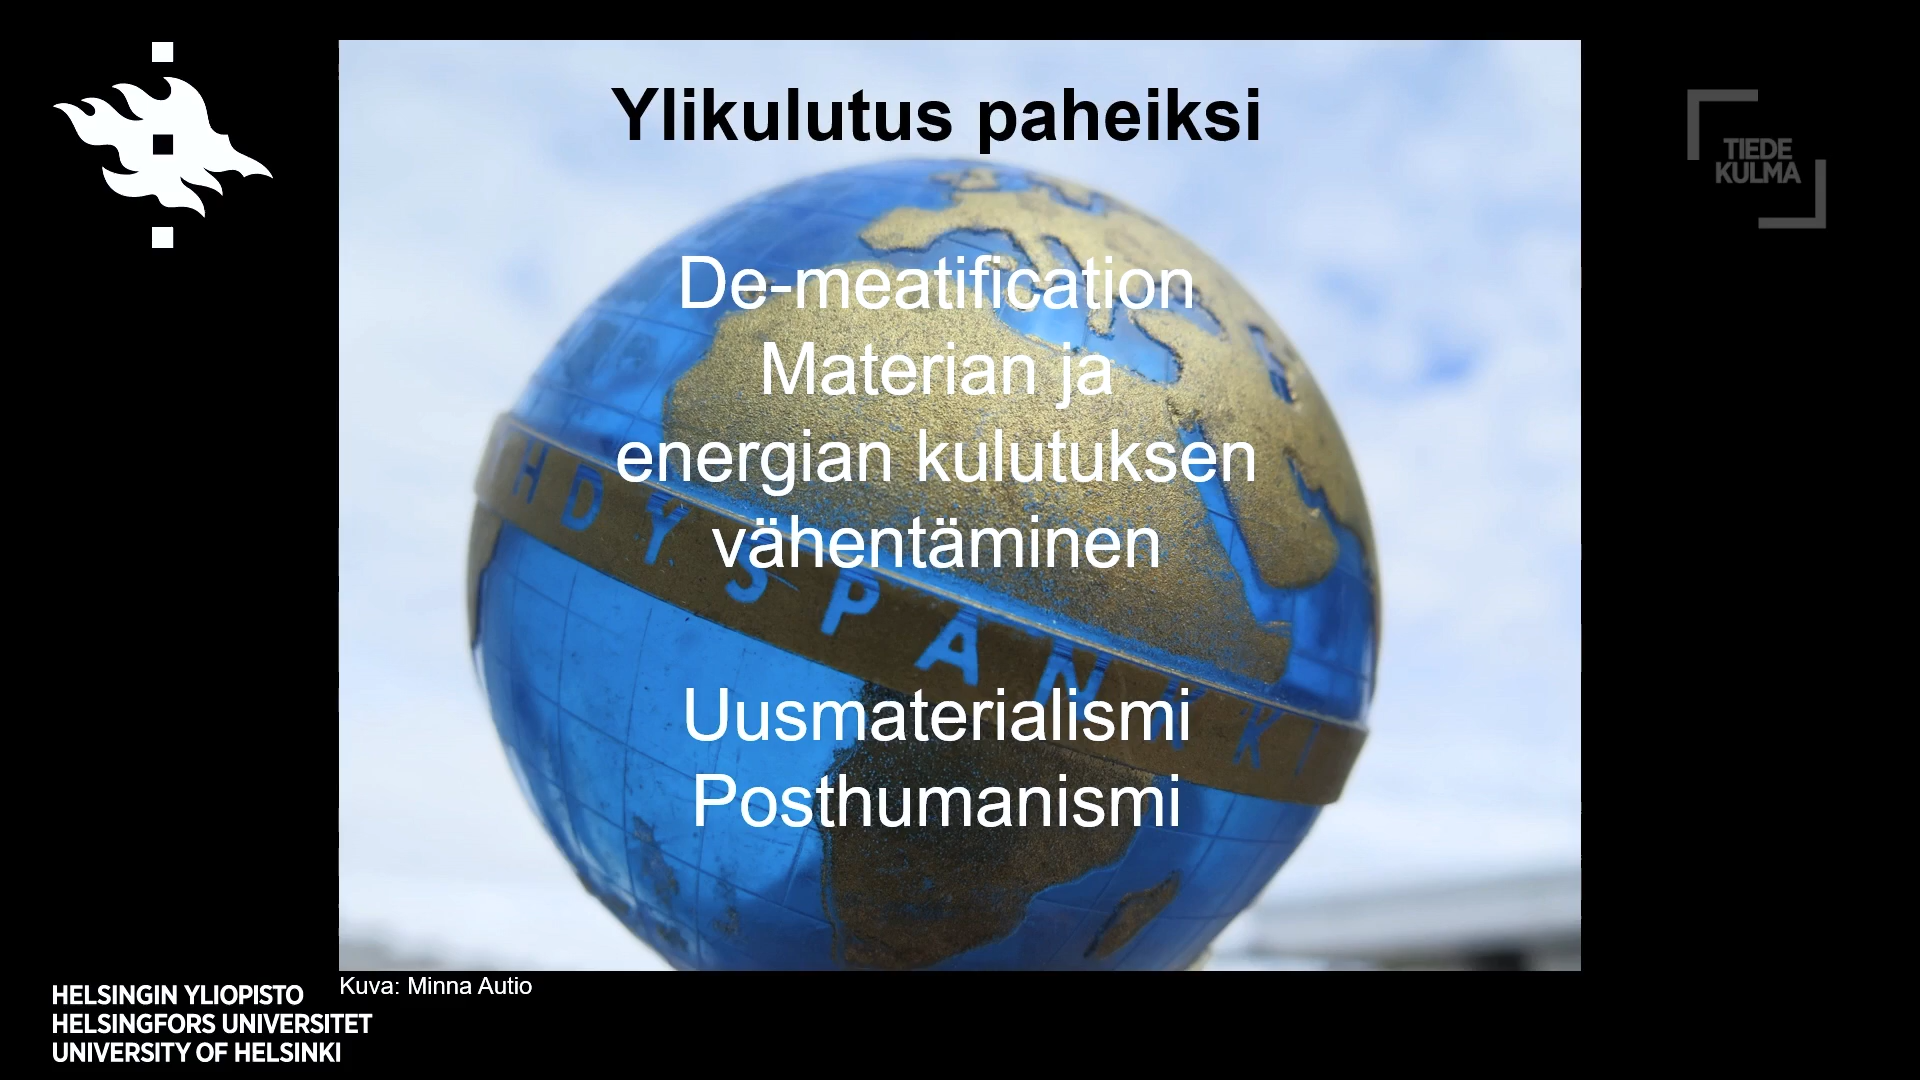 Ylikulutus paheiksi
TIEDE
KULMA
De-meatification
Materian ja
energian kulutuksen
vähentäminen
HDYSPANKKI
Uusmaterialismi
Posthumanismi
Kuva: Minna Autio
HELSINGIN YLIOPISTO
HELSINGFORS UNIVERSITET
UNIVERSITY OF HELSINKI